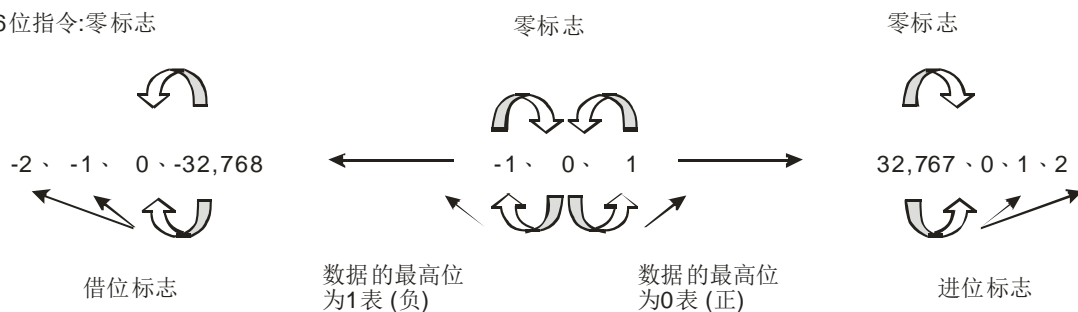 6位指令:零标志
零标志
零标志
-2、 -1、 0、-32,768
-1、 0、 1
32,767、0、1、2
借位标志
数据的最高位
为1表 (负)
数据的最高位
为0表 (正)
进位标志